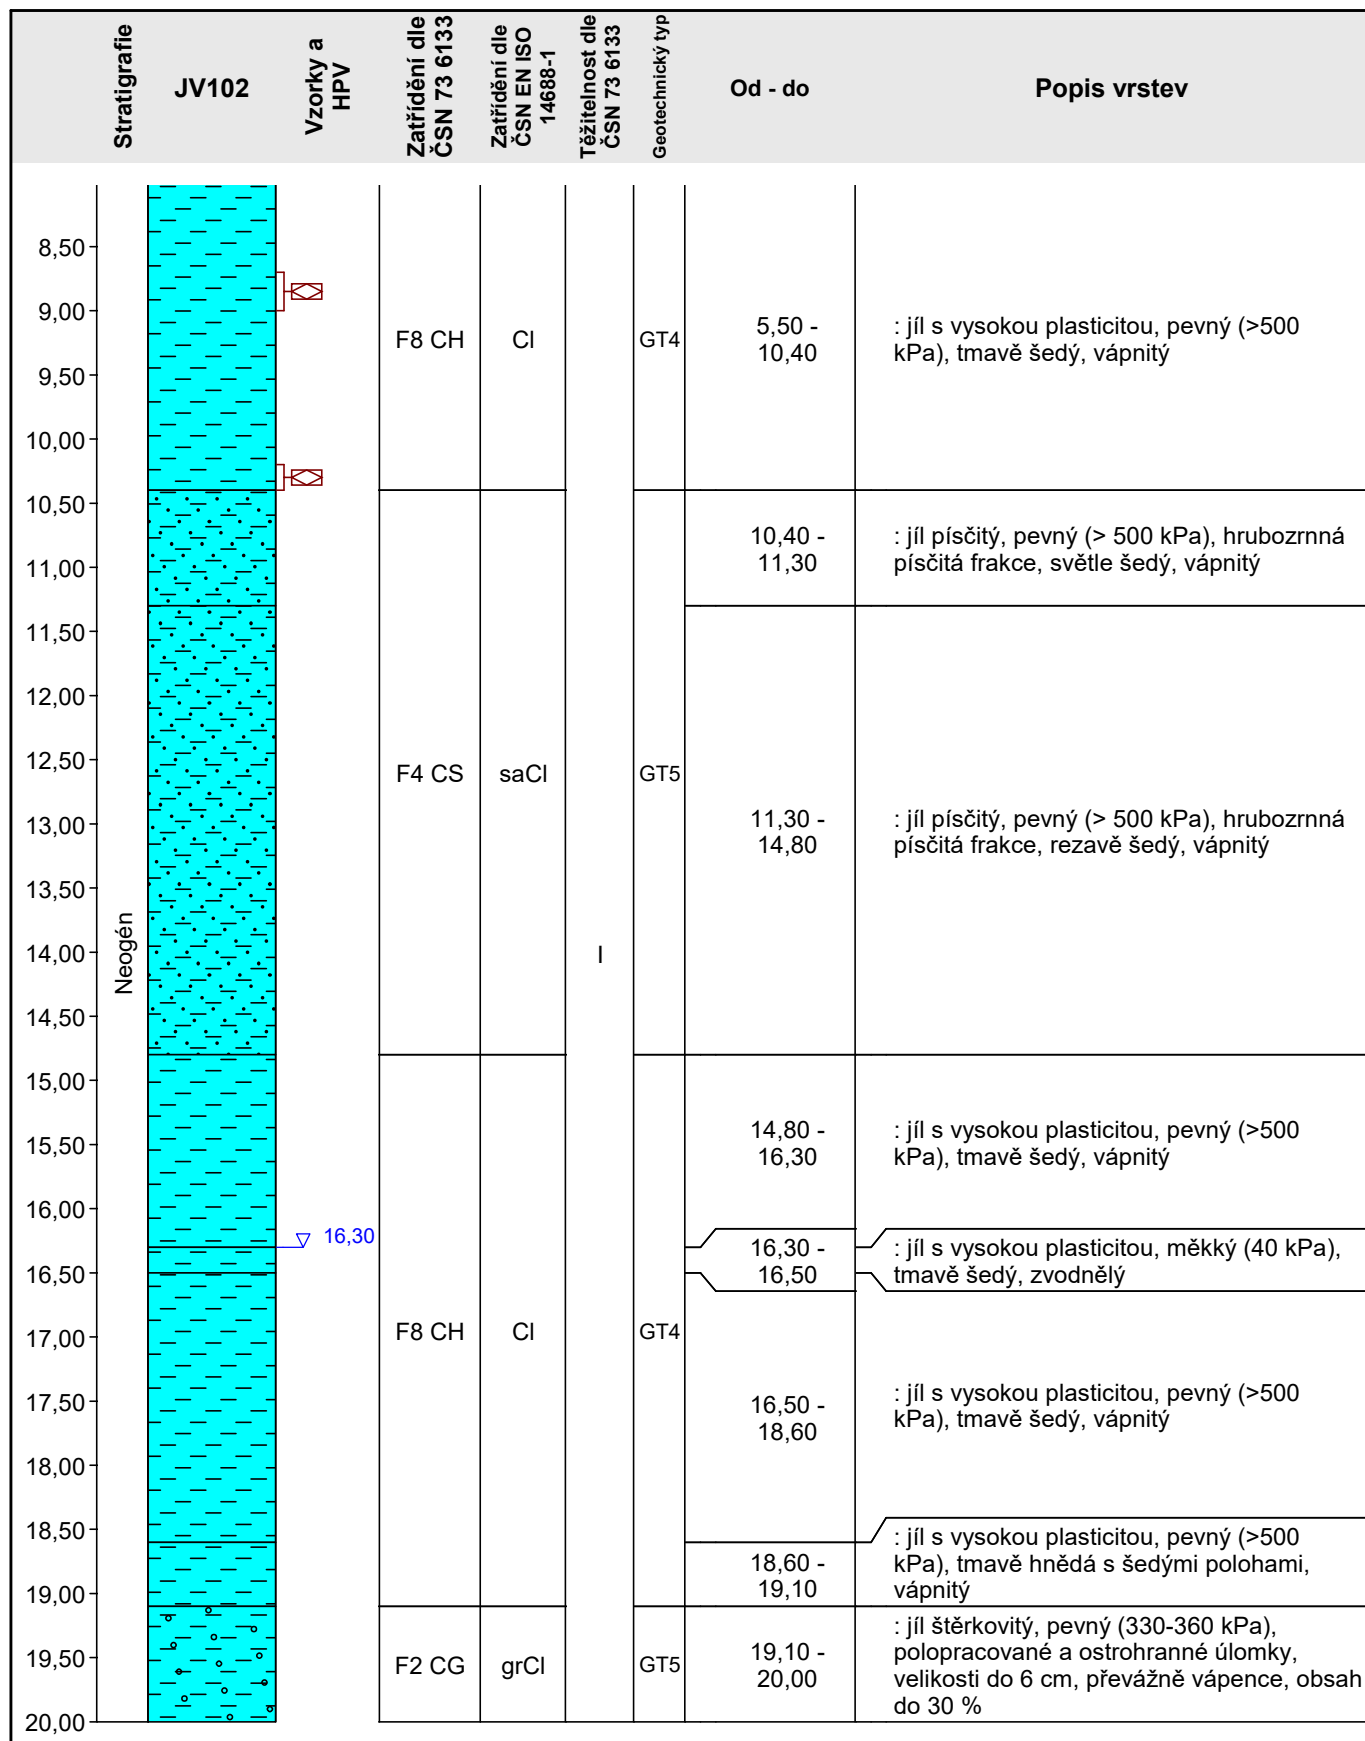 Stratigrafie
JV102
Vzorky a
HPV
Zatřídění dle
ČSN 73 6133
Zatřídění dle
ČSN EN ISO
14688-1
Těžitelnost dle
ČSN 73 6133
Geotechnický typ
Od - do
Popis vrstev
8,50
9,00
9,50
10,00
10,50
11,00
11,50
12,00
12,50
13,00
13,50
14,00
14,50
15,00
15,50
16,00
16,50
17,00
17,50
18,00
18,50
19,00
19,50
20,00
Neogén
16,30
F8 CH
Cl
GT4
5,50 -
10,40
: jíl s vysokou plasticitou, pevný (>500
kPa), tmavě šedý, vápnitý
10,40 -
11,30
: jíl písčitý, pevný (> 500 kPa), hrubozrnná
písčitá frakce, světle šedý, vápnitý
F4 CS
saCl
GT5
11,30 -
14,80
: jíl písčitý, pevný (> 500 kPa), hrubozrnná
písčitá frakce, rezavě šedý, vápnitý
I
14,80 -
16,30
: jíl s vysokou plasticitou, pevný (>500
kPa), tmavě šedý, vápnitý
16,30 -
16,50
: jíl s vysokou plasticitou, měkký (40 kPa),
tmavě šedý, zvodnělý
F8 CH
Cl
GT4
16,50 -
18,60
: jíl s vysokou plasticitou, pevný (>500
kPa), tmavě šedý, vápnitý
18,60 -
19,10
: jíl s vysokou plasticitou, pevný (>500
kPa), tmavě hnědá s šedými polohami,
vápnitý
F2 CG
grCl
GT5
19,10 -
20,00
: jíl štěrkovitý, pevný (330-360 kPa),
polopracované a ostrohranné úlomky,
velikosti do 6 cm, převážně vápence, obsah
do 30 %